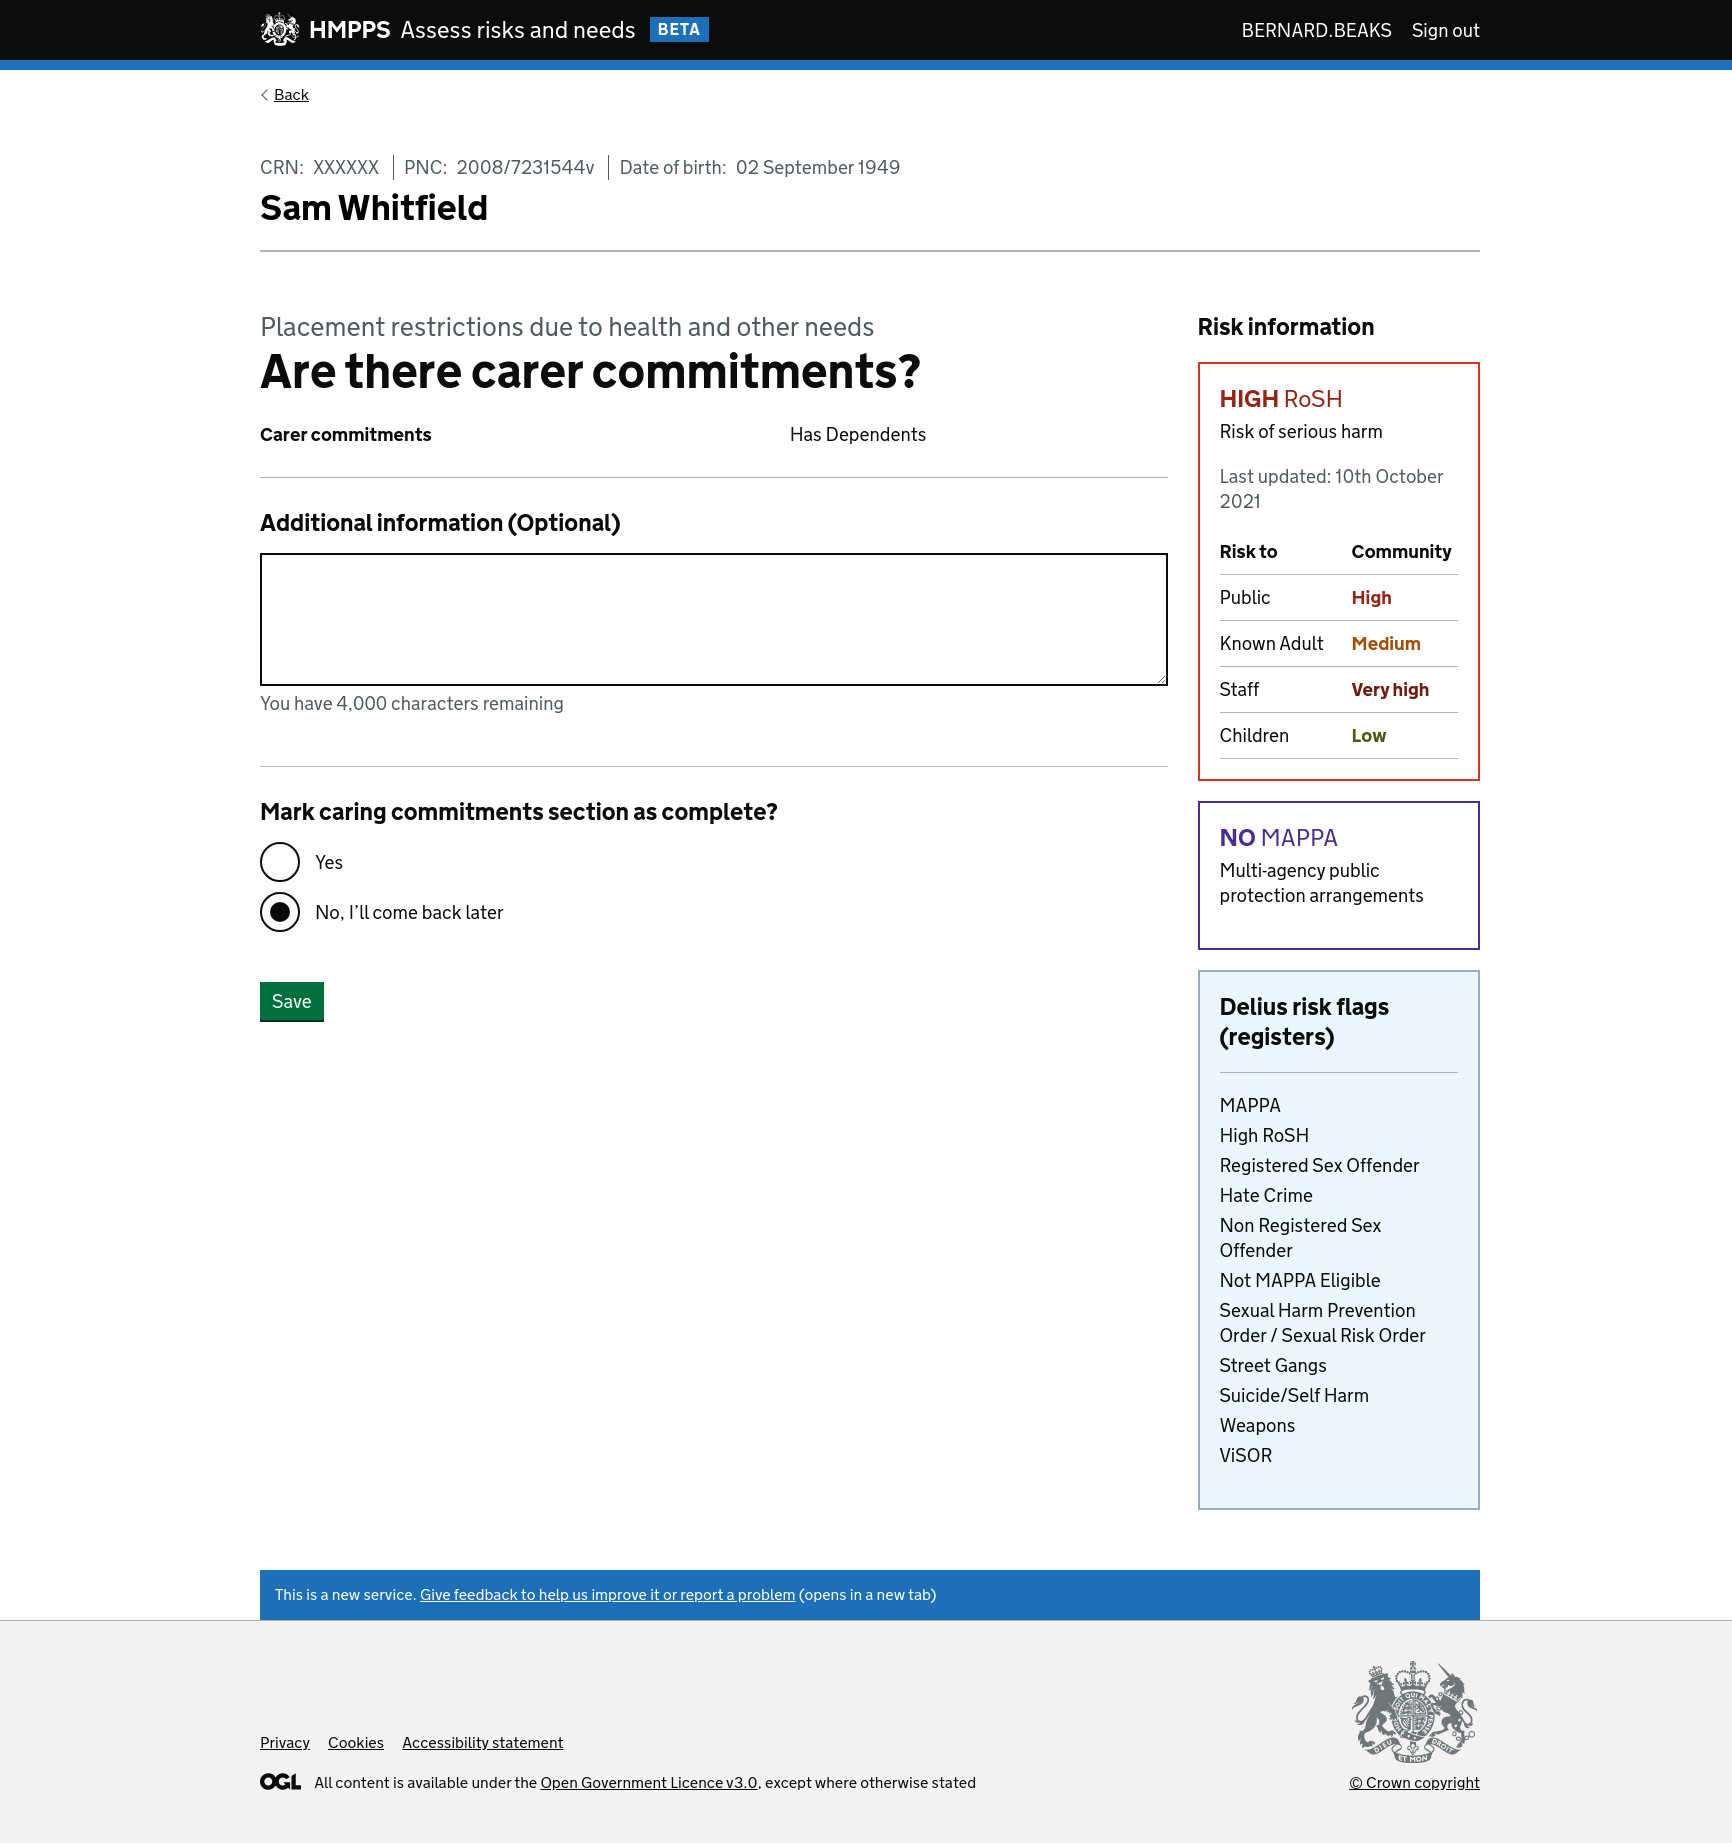 HMPPS Assess risks and needs BETA
BERNARD.BEAKS Sign out
Back
CRN: XXXXXX PNC: 2008/7231544v Date of birth: 02 September 1949
Sam Whitfield
Placement restrictions due to health and other needs
Are there carer commitments?
Carer commitments Has Dependents
Additional information (Optional)
You have 4,000 characters remaining
Mark caring commitments section as complete?
Yes
No, I’ll come back later
Save
Risk information
HIGH RoSH
Risk of serious harm
Last updated: 10th October
2021
Risk to Community
Public High
Known Adult Medium
Staff Very high
Children Low
NO MAPPA
Multi-agency public
protection arrangements
Delius risk flags
(registers)
MAPPA
High RoSH
Registered Sex Offender
Hate Crime
Non Registered Sex
Offender
Not MAPPA Eligible
Sexual Harm Prevention
Order / Sexual Risk Order
Street Gangs
Suicide/Self Harm
Weapons
ViSOR
This is a new service. Give feedback to help us improve it or report a problem (opens in a new tab)
Privacy Cookies Accessibility statement
OGL All content is available under the Open Government Licence v3.0, except where otherwise stated
© Crown copyright